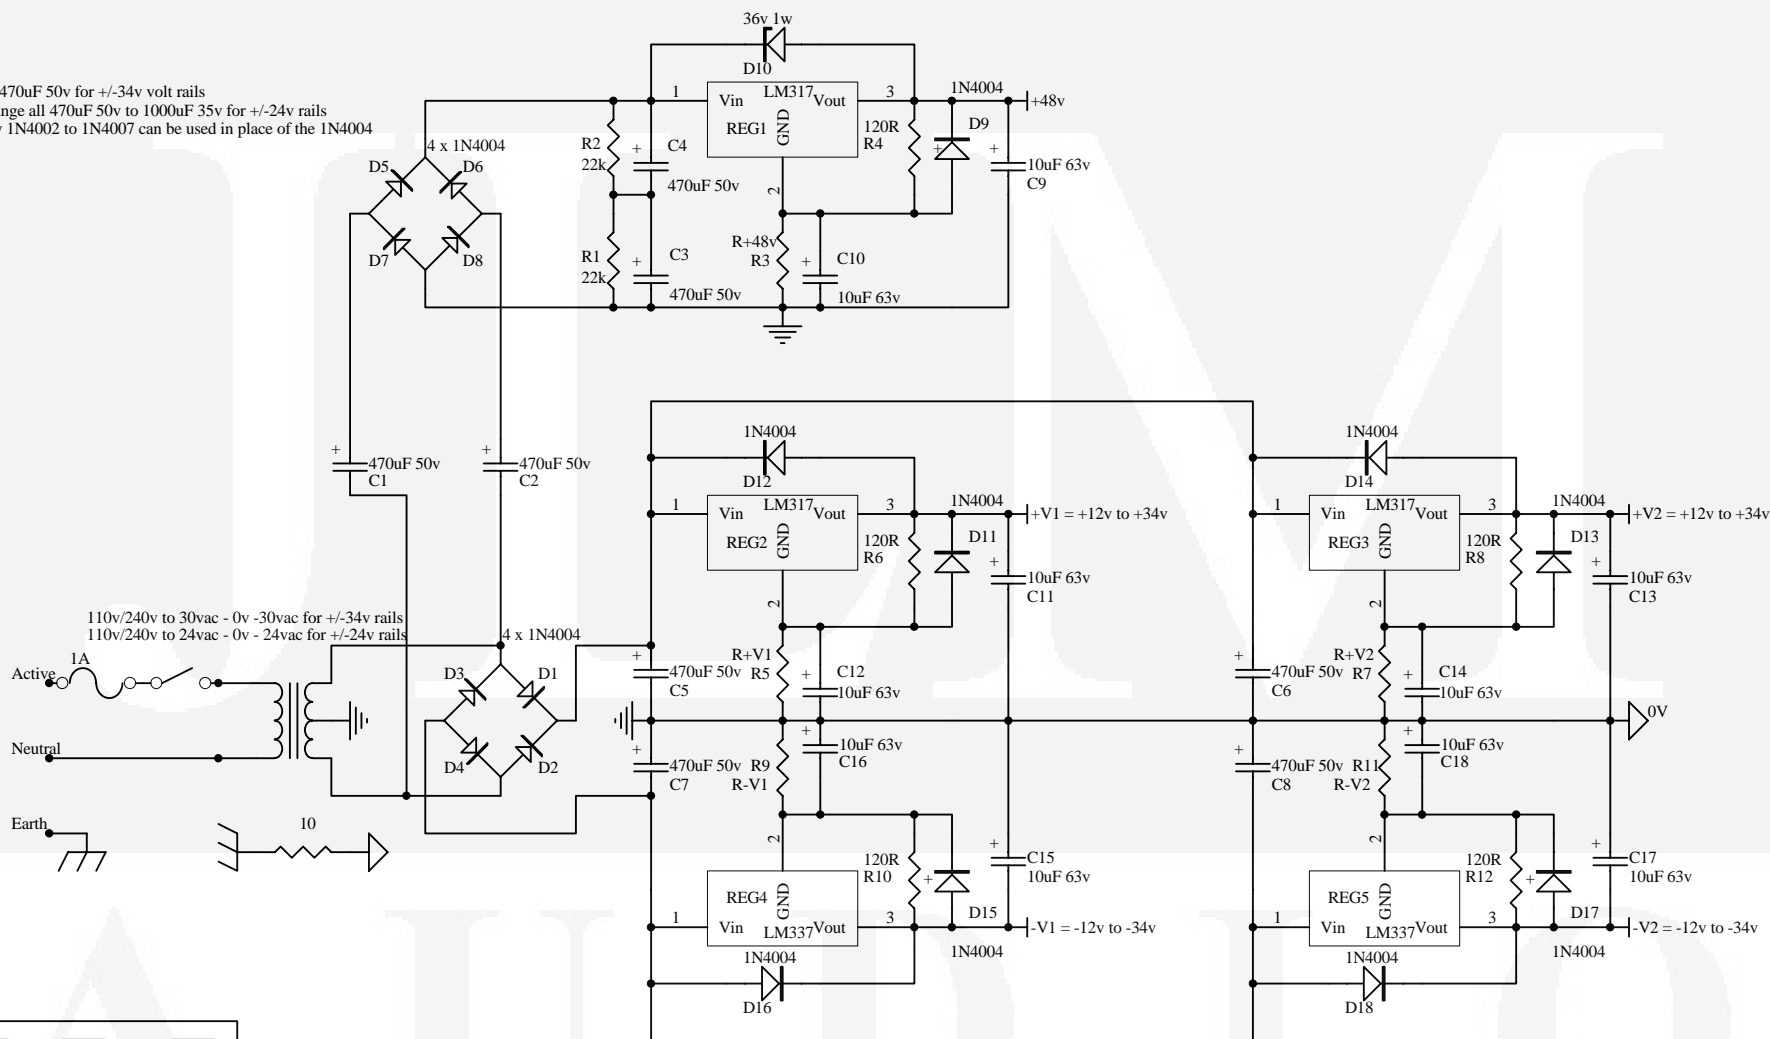 470uF 50v for +/-34v volt rails
nge all 470uF 50v to 1000uF 35v for +/-24v rails
1N4002 to 1N4007 can be used in place of the 1N4004
36v 1w
D10
1 Vin LM317 Vout 3
REG1 GND
2
1N4004
+48v
120R
R4
D9
+
+
10uF 63v
C9
4 x 1N4004
D5
D6
D7
D8
R2
22k
+
C4
470uF 50v
R1
22k
+
C3
470uF 50v
R+48v
R3
+
C10
10uF 63v
+
470uF 50v
C1
+
470uF 50v
C2
1N4004
D12
1 Vin LM317 Vout 3
REG2 GND
2
1N4004
+V1 = +12v to +34v
120R
R6
D11
+
10uF 63v
C11
1N4004
D14
1 Vin LM317 Vout 3
REG3 GND
2
1N4004
+V2 = +12v to +34v
120R
R8
D13
+
10uF 63v
C13
110v/240v to 30vac - 0v -30vac for +/-34v rails
110v/240v to 24vac - 0v - 24vac for +/-24v rails
Active
1A
Neutral
Earth
10
4 x 1N4004
D3
D1
D4
D2
+
470uF 50v
C5
R+V1
R5
+
C12
10uF 63v
+
470uF 50v
C6
R+V2
R7
+
C14
10uF 63v
0V
+
470uF 50v
C7
R9
R-V1
+
10uF 63v
C16
+
470uF 50v
C8
R11
R-V2
+
10uF 63v
C18
2
120R
R10
+
D15
+
C15
10uF 63v
REG4 GND
1 Vin LM337 Vout 3
-V1 = -12v to -34v
1N4004
1N4004
D16
2
120R
R12
+
D17
+
C17
10uF 63v
REG5 GND
1 Vin LM337 Vout 3
-V2 = -12v to -34v
1N4004
1N4004
D18
JLM
AUDIO